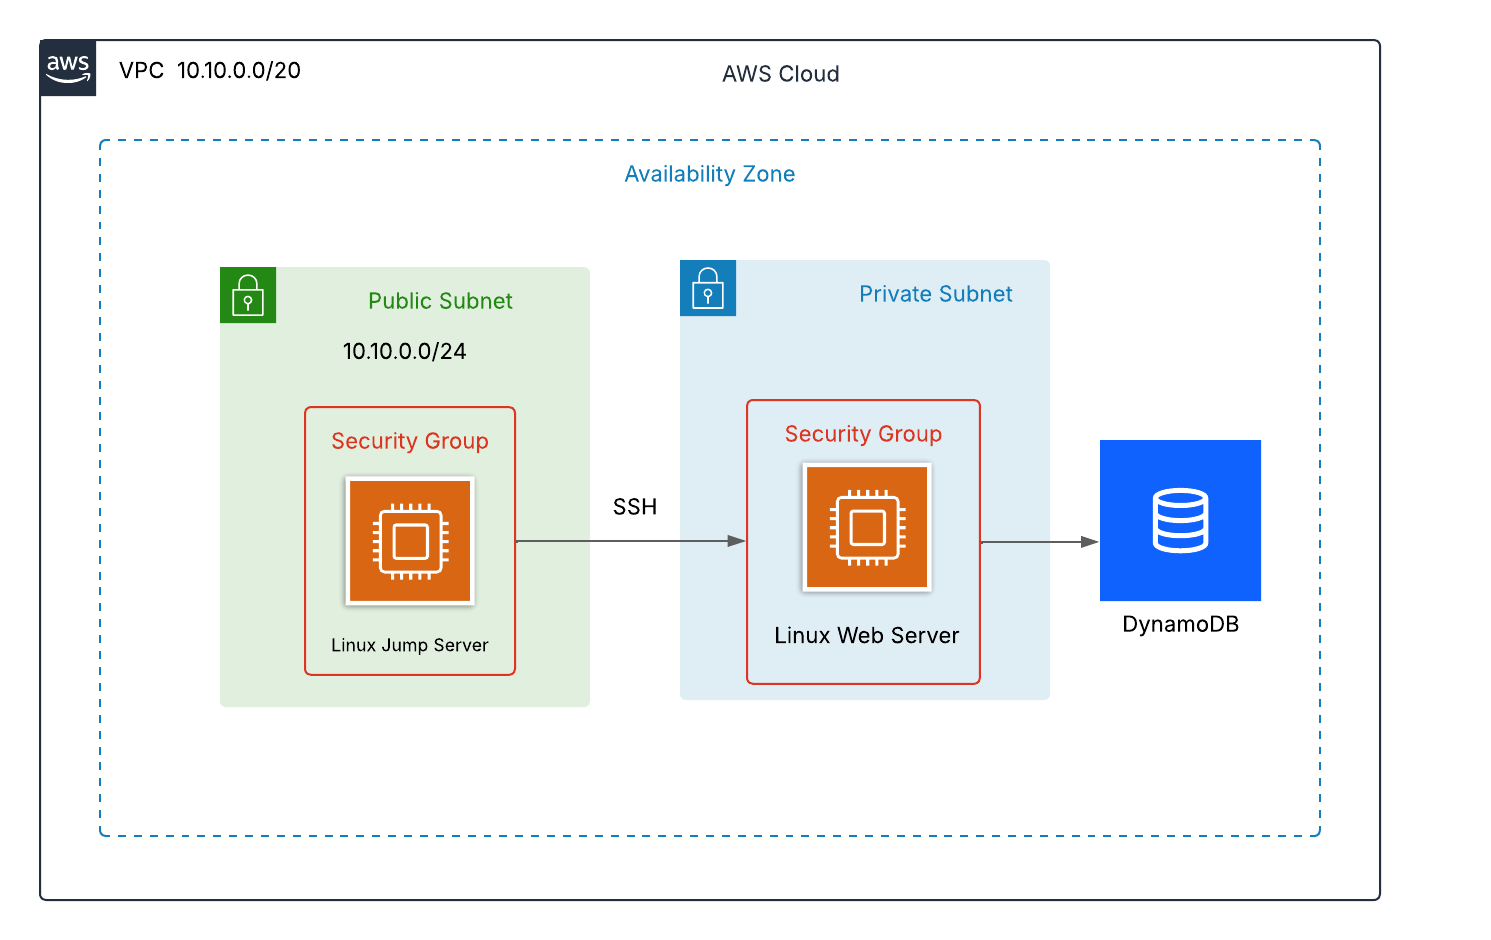 aws
VPC  10.10.0.0/20
AWS Cloud
Availability Zone
Public Subnet
10.10.0.0/24
Security Group
Linux Jump Server
SSH
Private Subnet
Security Group
Linux Web Server
DynamoDB